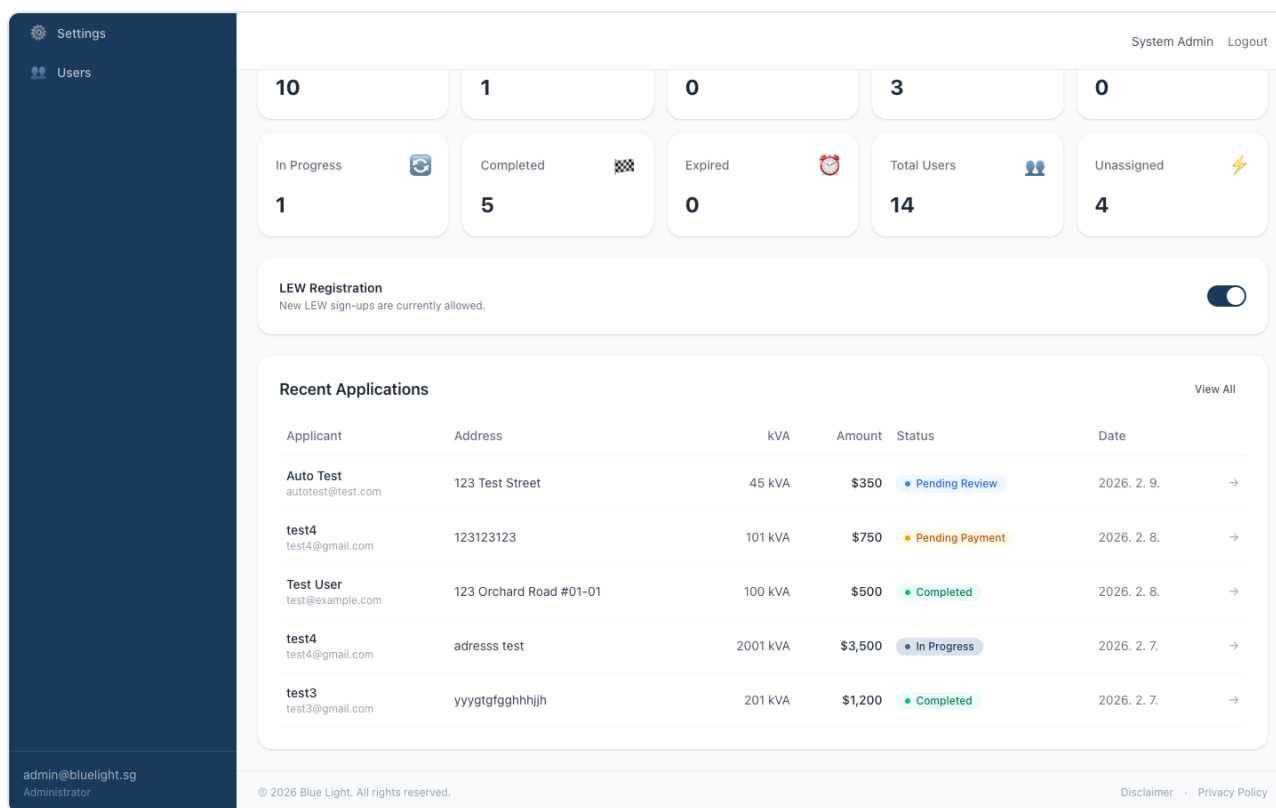 Settings
Users
System Admin Logout
10 1 0 3 0
In Progress Completed Expired Total Users Unassigned
1 5 0 14 4
LEW Registration
New LEW sign-ups are currently allowed.
Recent Applications View All
Applicant Address kVA Amount Status Date
Auto Test
autotest@test.com
123 Test Street 45 kVA $350 Pending Review 2026. 2. 9. →
test4
test4@gmail.com
123123123 101 kVA $750 Pending Payment 2026. 2. 8. →
Test User
test@example.com
123 Orchard Road #01-01 100 kVA $500 Completed 2026. 2. 8. →
test4
test4@gmail.com
adresss test 2001 kVA $3,500 In Progress 2026. 2. 7. →
test3
test3@gmail.com
yyygtgfgghhhjjh 201 kVA $1,200 Completed 2026. 2. 7. →
admin@bluelight.sg
Administrator
© 2026 Blue Light. All rights reserved. Disclaimer · Privacy Policy